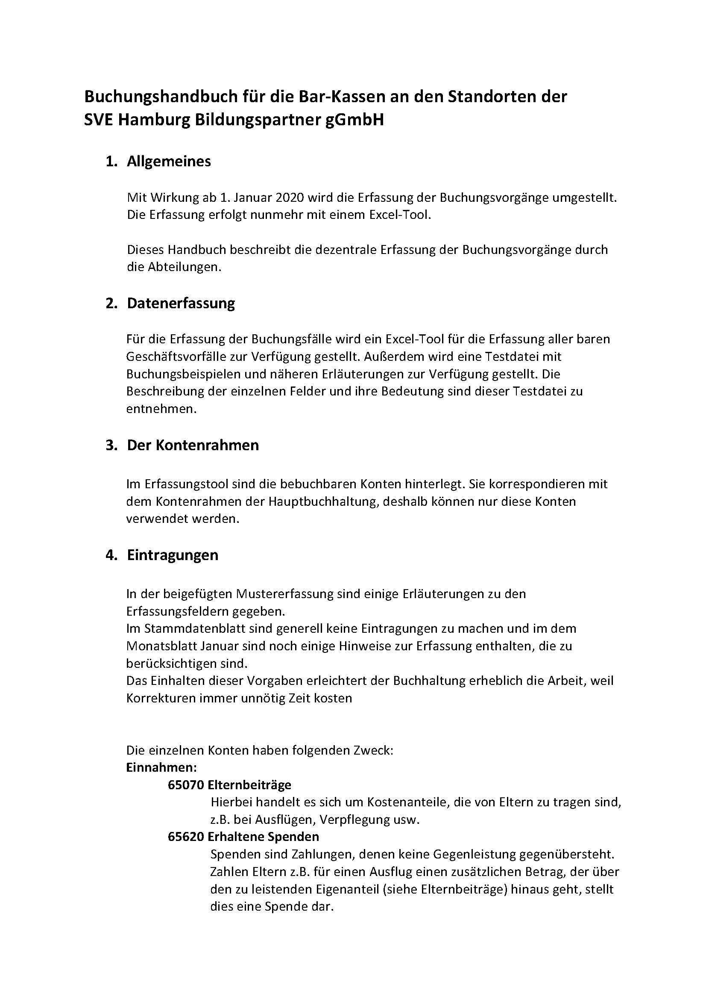 Buchungshandbuch für die Bar-Kassen an den Standorten der
SVE Hamburg Bildungspartner gGmbH
1. Allgemeines
Mit Wirkung ab 1. Januar 2020 wird die Erfassung der Buchungsvorgänge umgestellt.
Die Erfassung erfolgt nunmehr mit einem Excel-Tool.
Dieses Handbuch beschreibt die dezentrale Erfassung der Buchungsvorgänge durch
die Abteilungen.
2. Datenerfassung
Für die Erfassung der Buchungsfälle wird ein Excel-Tool für die Erfassung aller baren
Geschäftsvorfälle zur Verfügung gestellt. Außerdem wird eine Testdatei mit
Buchungsbeispielen und näheren Erläuterungen zur Verfügung gestellt. Die
Beschreibung der einzelnen Felder und ihre Bedeutung sind dieser Testdatei zu
entnehmen.
3. Der Kontenrahmen
Im Erfassungstool sind die bebuchbaren Konten hinterlegt. Sie korrespondieren mit
dem Kontenrahmen der Hauptbuchhaltung, deshalb können nur diese Konten
verwendet werden.
4. Eintragungen
In der beigefügten Mustererfassung sind einige Erläuterungen zu den
Erfassungsfeldern gegeben.
Im Stammdatenblatt sind generell keine Eintragungen zu machen und im dem
Monatsblatt Januar sind noch einige Hinweise zur Erfassung enthalten, die zu
berücksichtigen sind.
Das Einhalten dieser Vorgaben erleichtert der Buchhaltung erheblich die Arbeit, weil
Korrekturen immer unnötig Zeit kosten
Die einzelnen Konten haben folgenden Zweck:
Einnahmen:
65070 Elternbeiträge
Hierbei handelt es sich um Kostenanteile, die von Eltern zu tragen sind,
z.B. bei Ausflügen, Verpflegung usw.
65620 Erhaltene Spenden
Spenden sind Zahlungen, denen keine Gegenleistung gegenübersteht.
Zahlen Eltern z.B. für einen Ausflug einen zusätzlichen Betrag, der über
den zu leistenden Eigenanteil (siehe Elternbeiträge) hinaus geht, stellt
dies eine Spende dar.